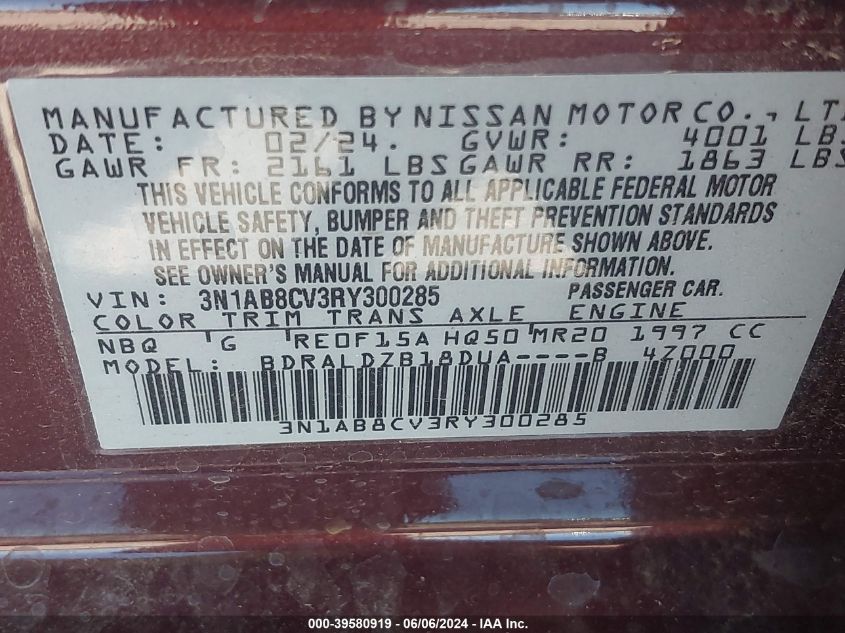 MANUFACTURED BY NISSAN MOTOR CO., LT
DATE: 02/24. GVWR: 4001 LB
GAWR FR: 2161 LBS GAWR RR: 1863 LBS
THIS VEHICLE CONFORMS TO ALL APPLICABLE FEDERAL MOTOR
VEHICLE SAFETY, BUMPER AND THEFT PREVENTION STANDARDS
IN EFFECT ON THE DATE OF MANUFACTURE SHOWN ABOVE.
SEE OWNER'S MANUAL FOR ADDITIONAL INFORMATION.
VIN: 3N1AB8CV3RY300285 PASSENGER CAR.
COLOR TRIM TRANS AXLE ENGINE
NBQ G RE0F15A HQ50 MR20 1997 CC
MODEL: BDRALDZB18DUA----B 4Z000
3N1AB8CV3RY300285
000-39580919 - 06/06/2024 - IAA Inc.